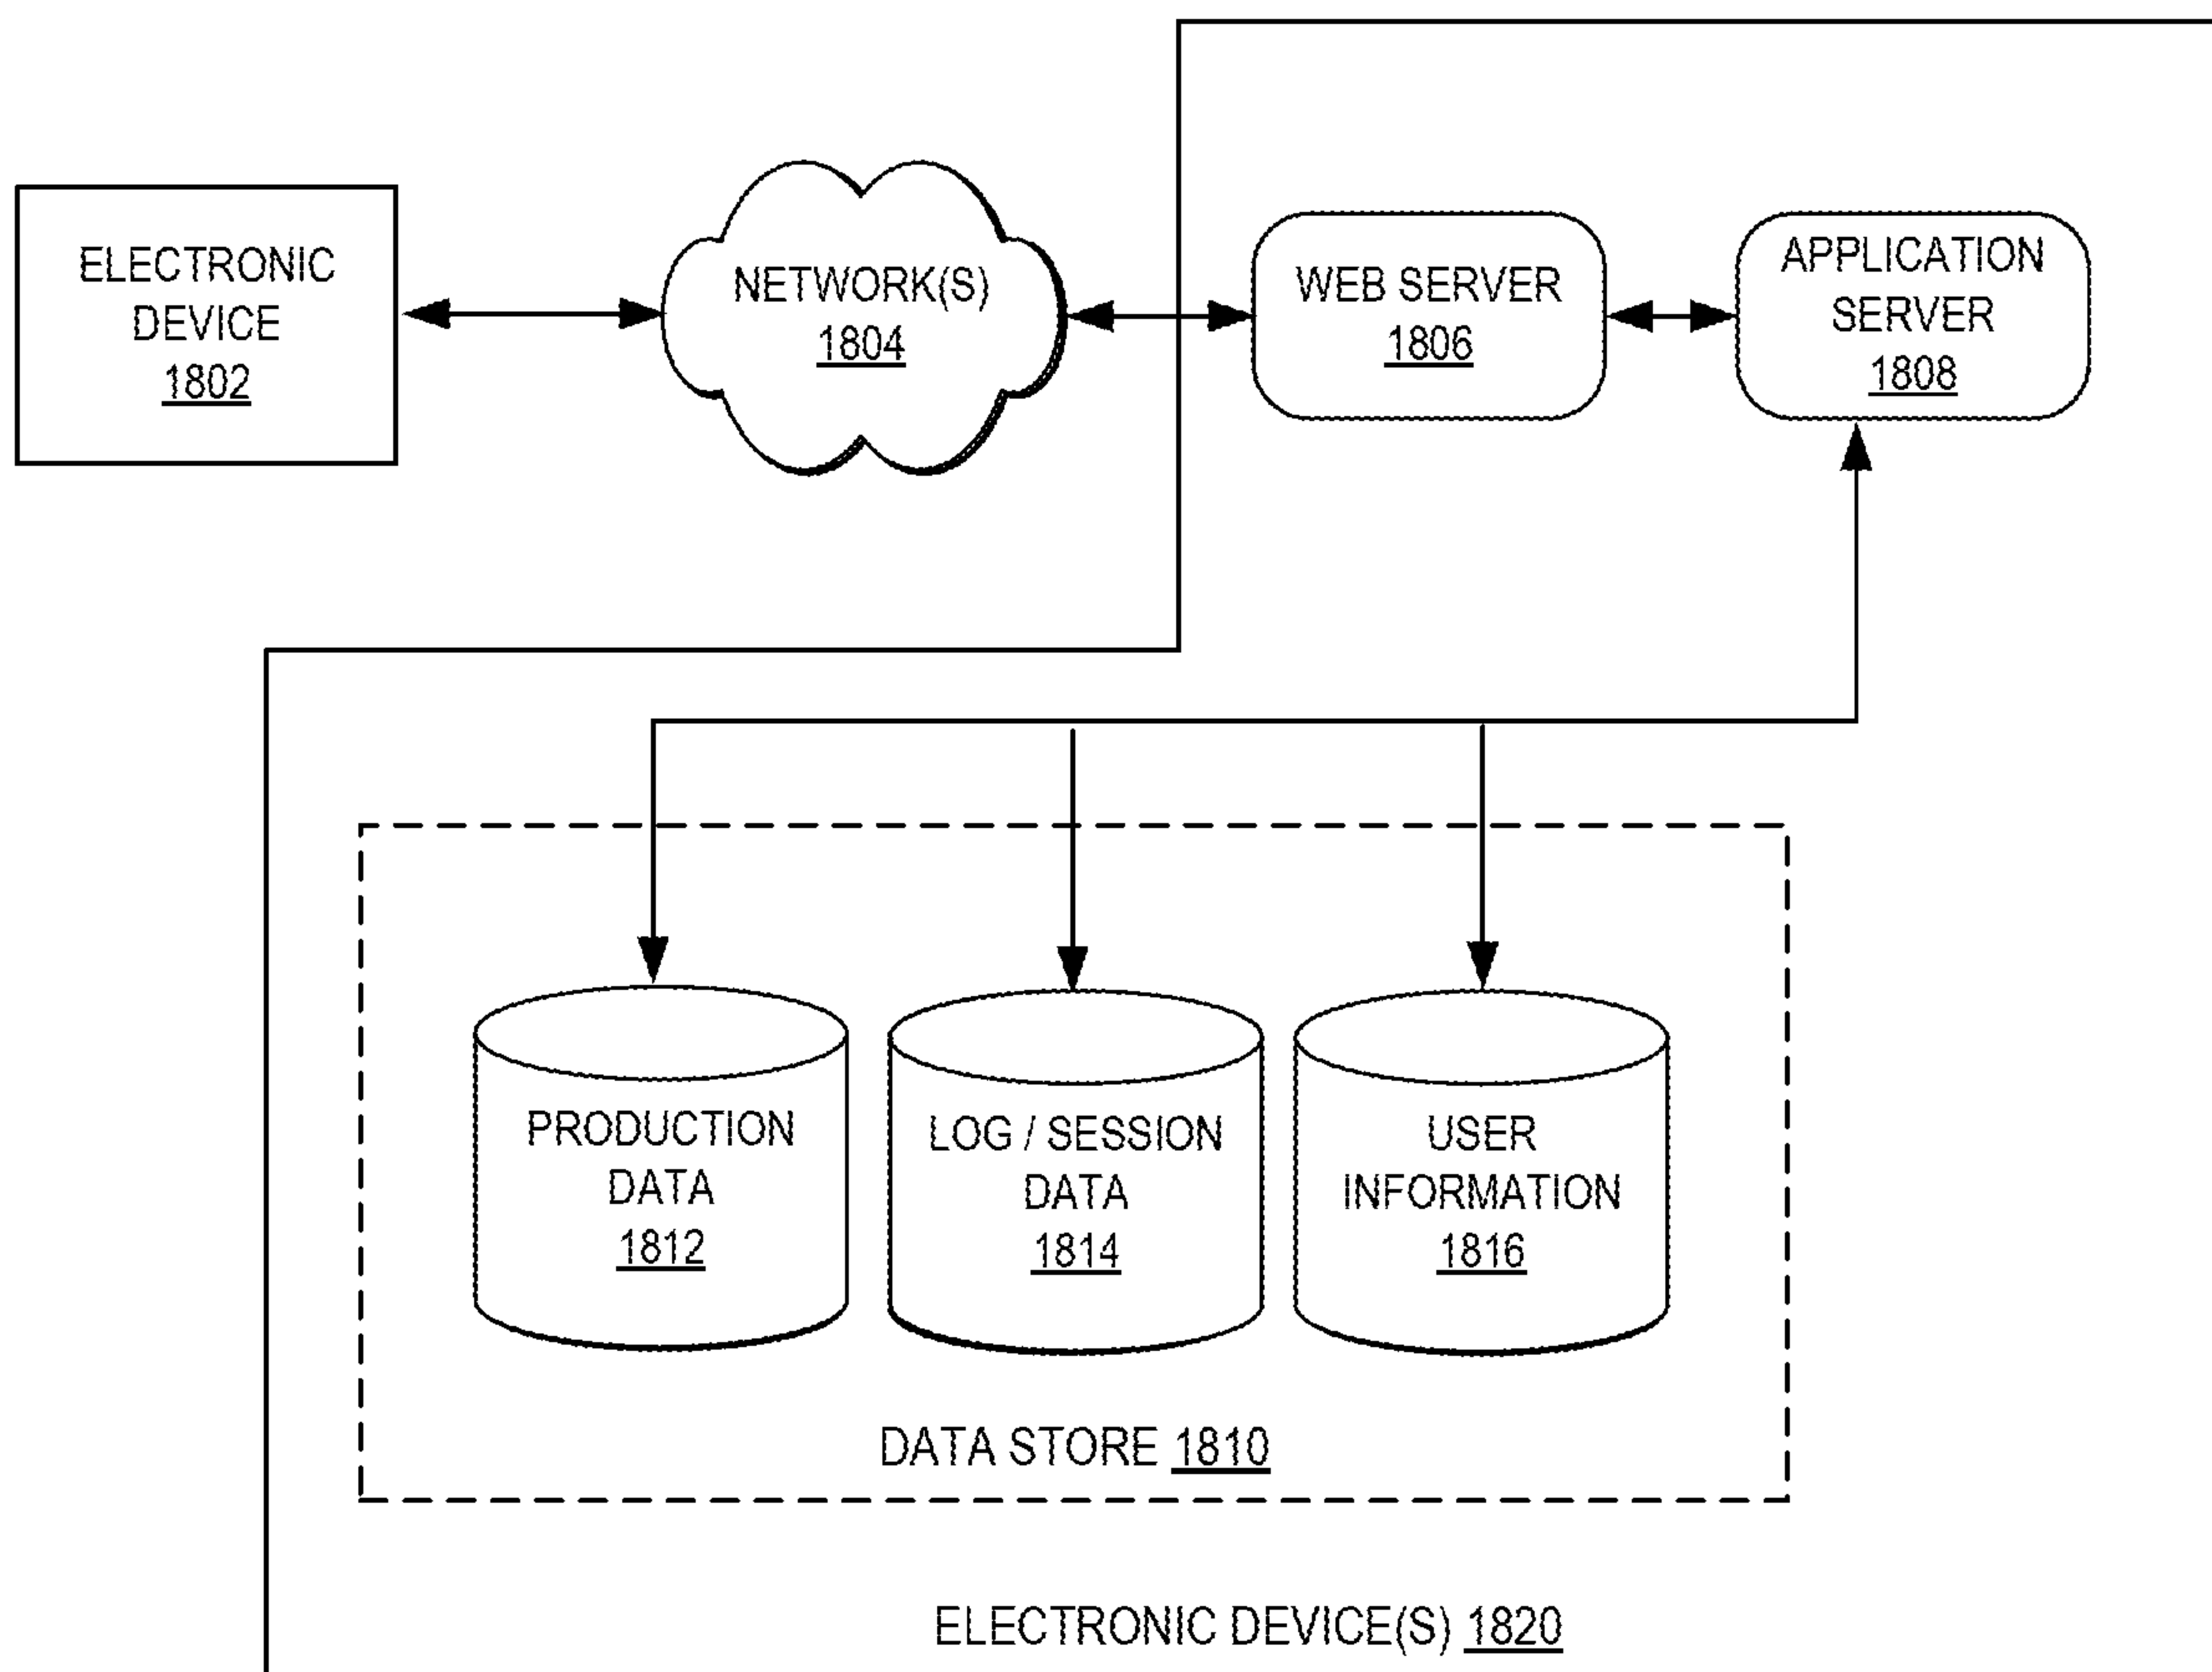 ELECTRONIC
DEVICE
1802
NETWORK(S)
1804
WEB SERVER
1806
APPLICATION
SERVER
1808
PRODUCTION
DATA
1812
LOG / SESSION
DATA
1814
USER
INFORMATION
1816
DATA STORE 1810
ELECTRONIC DEVICE(S) 1820